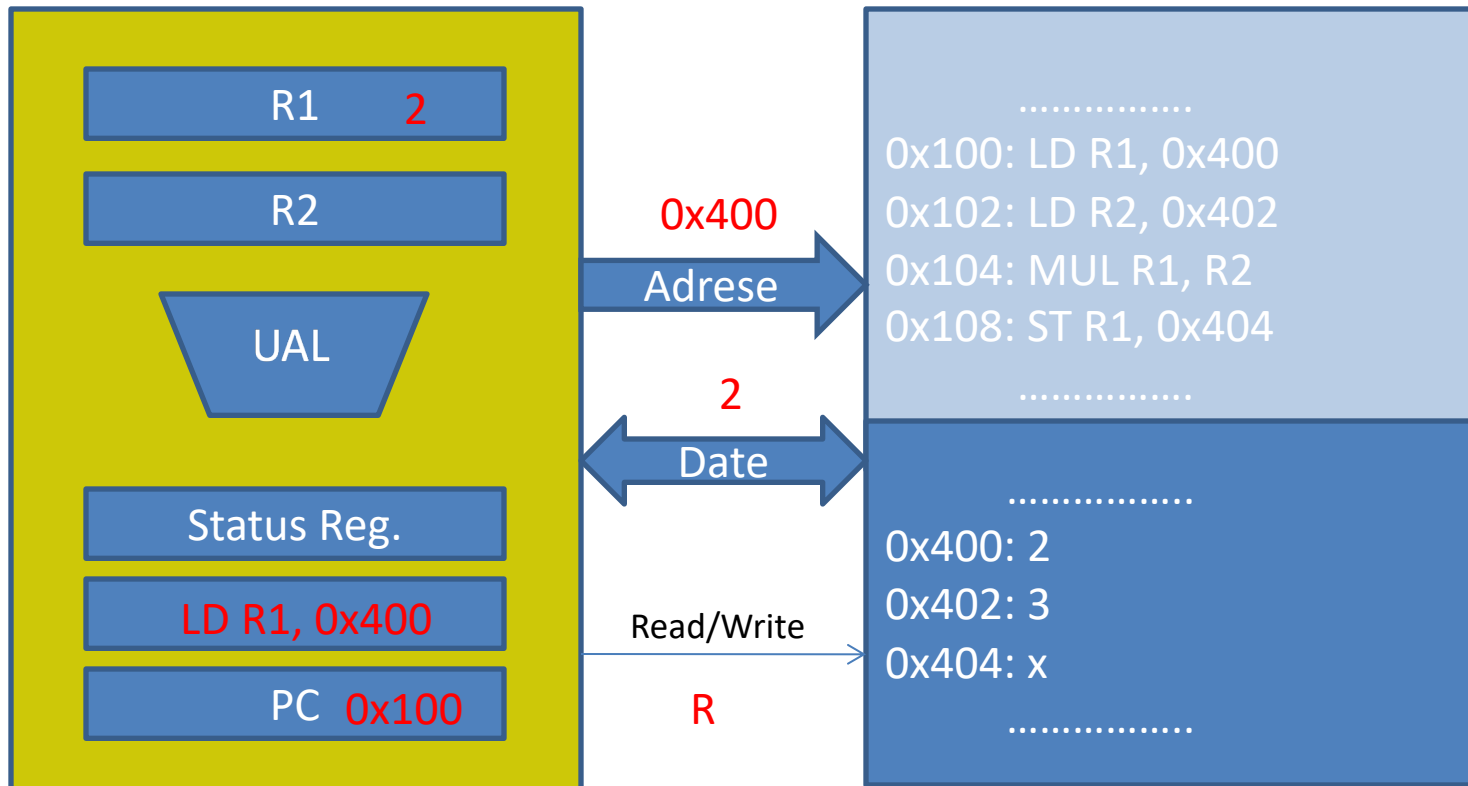 R1 2
R2
UAL
Status Reg.
LD R1, 0x400
PC 0x100
0x400
Adrese
2
Date
Read/Write
R
…………….
0x100: LD R1, 0x400
0x102: LD R2, 0x402
0x104: MUL R1, R2
0x108: ST R1, 0x404
…………….
……………..
0x400: 2
0x402: 3
0x404: x
……………..